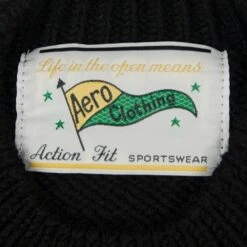 Life in the open means
Aero
Clothing
Action Fit SPORTSWEAR